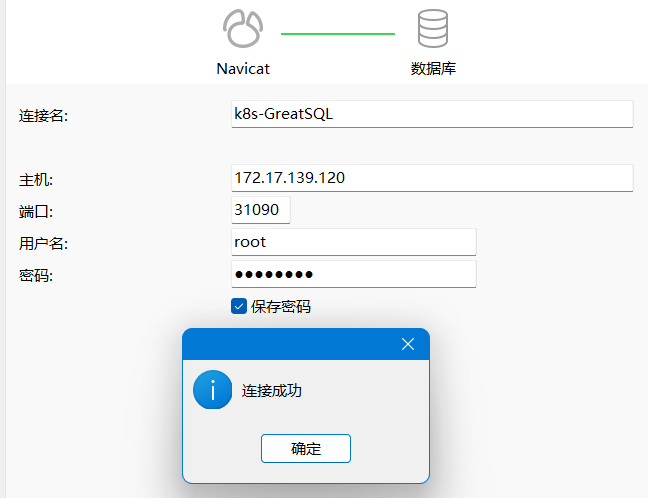 Navicat
数据库
连接名: k8s-GreatSQL
主机: 172.17.139.120
端口: 31090
用户名: root
密码: ●●●●●●●●
保存密码
连接成功
确定